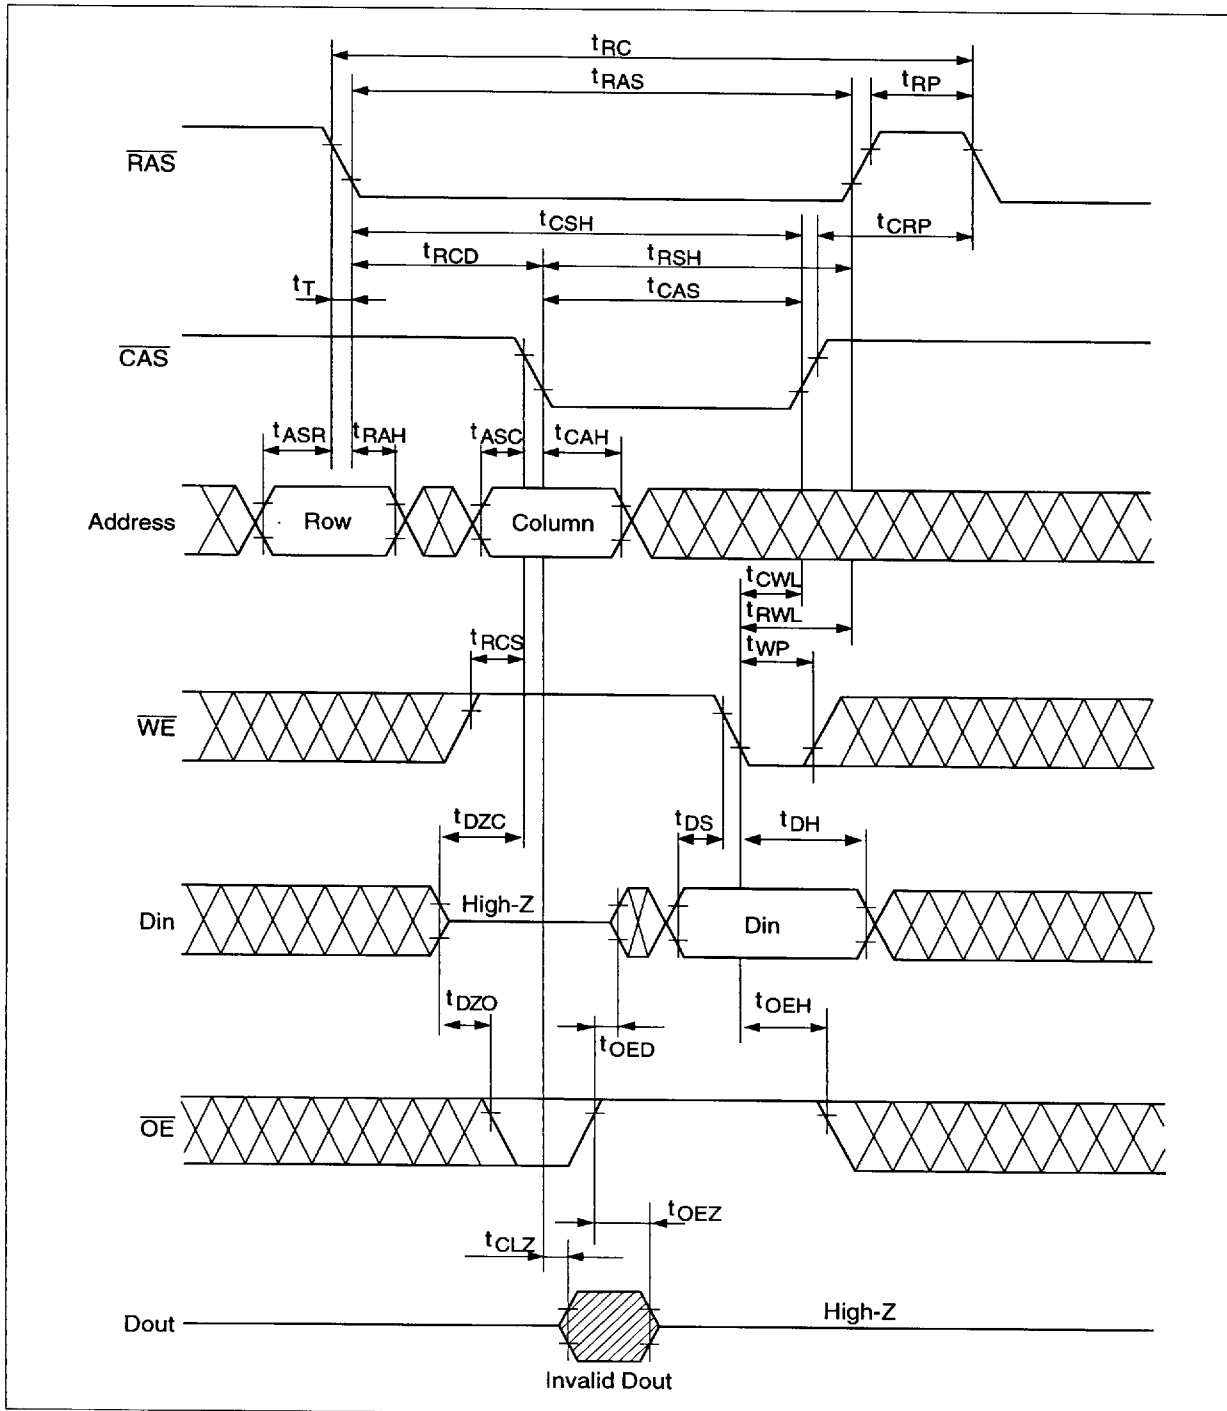 tRC
tRAS
tRP
RAS
tCSH
tCRP
tRCD
tRSH
tT
tCAS
CAS
tASR
tRAH
tASC
tCAH
Address
Row
Column
tCWL
tRWL
tRCS
tWP
WE
tDZC
tDS
tDH
High-Z
Din
Din
tDZO
tOEH
tOED
OE
tOEZ
tCLZ
High-Z
Dout
Invalid Dout